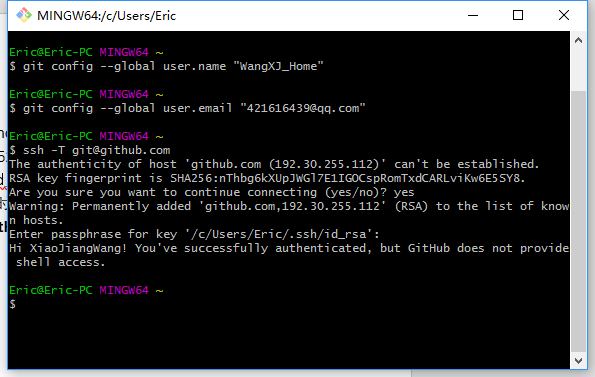 MINGW64:/c/Users/Eric
Eric@Eric-PC MINGW64 ~
$ git config --global user.name "WangXJ_Home"
Eric@Eric-PC MINGW64 ~
$ git config --global user.email "421616439@qq.com"
Eric@Eric-PC MINGW64 ~
$ ssh -T git@github.com
The authenticity of host 'github.com (192.30.255.112)' can't be established.
RSA key fingerprint is SHA256:nThbg6kXUpJWGl7E1IGOCspRomTxdCARLviKw6E5SY8.
Are you sure you want to continue connecting (yes/no)? yes
Warning: Permanently added 'github.com,192.30.255.112' (RSA) to the list of know
n hosts.
Enter passphrase for key '/c/Users/Eric/.ssh/id_rsa':
Hi XiaoJiangWang! You've successfully authenticated, but GitHub does not provide
 shell access.
Eric@Eric-PC MINGW64 ~
$